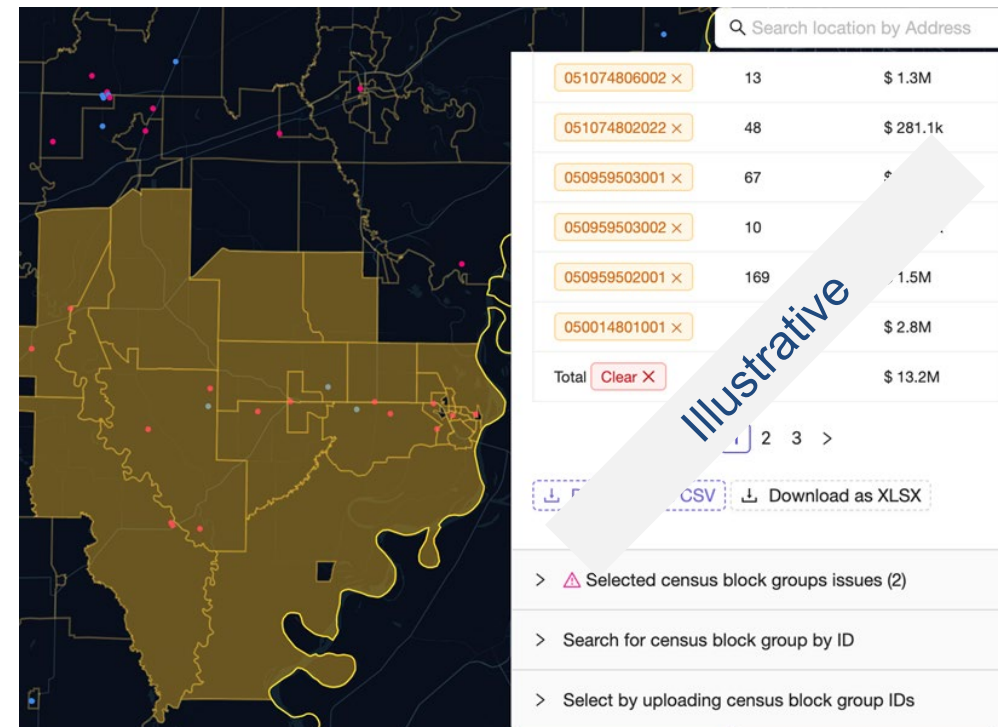 Search location by Address
051074806002 × 13 $ 1.3M
051074802022 × 48 $ 281.1k
050959503001 × 67
050959503002 × 10
050959502001 × 169 1.5M
050014801001 × $ 2.8M
Total Clear × $ 13.2M
Illustrative
1 2 3 >
CSV Download as XLSX
> Selected census block groups issues (2)
> Search for census block group by ID
> Select by uploading census block group IDs